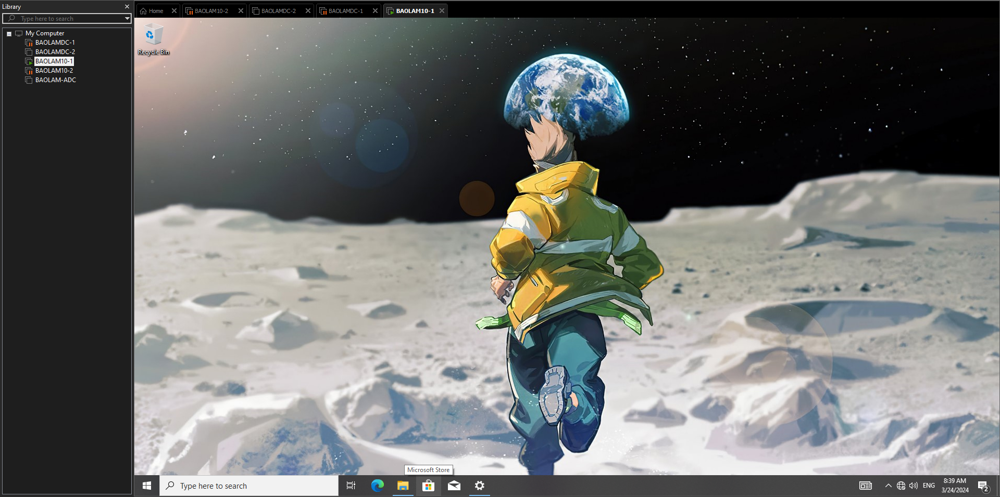 Library
Type here to search
My Computer
BAOLAMDC-1
BAOLAMDC-2
BAOLAM10-1
BAOLAM10-2
BAOLAM-ADC
Home
BAOLAM10-2
BAOLAMDC-2
BAOLAMDC-1
BAOLAM10-1
Recycle Bin
Microsoft Store
Type here to search
ENG
8:39 AM
3/24/2024
2